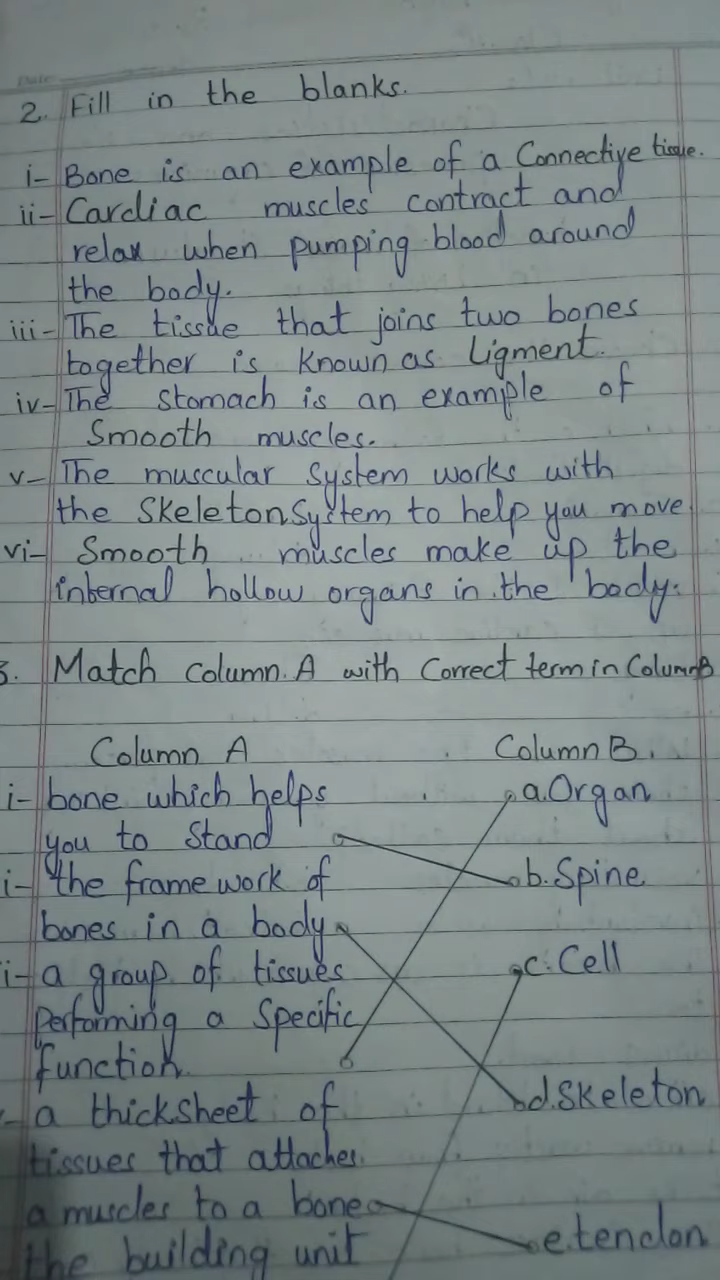 2. Fill in the blanks.
i- Bone is an example of a Connective tissue.
ii- Cardiac muscles contract and
relax when pumping blood around
the body.
iii- The tissue that joins two bones
together is known as Ligment.
iv- The stomach is an example of
Smooth muscles.
v- The muscular System works with
the Skeleton System to help you move
vi- Smooth muscles make up the
internal hollow organs in the body.
3. Match column A with Correct term in Column B
Column A Column B.
i- bone which helps a. Organ
you to Stand
i- the frame work of b. Spine
bones in a body
i- a group of tissues c. Cell
Performing a Specific
function.
- a thicksheet of d. Skeleton
tissues that attaches
a muscles to a bone e. tendon
the building unit